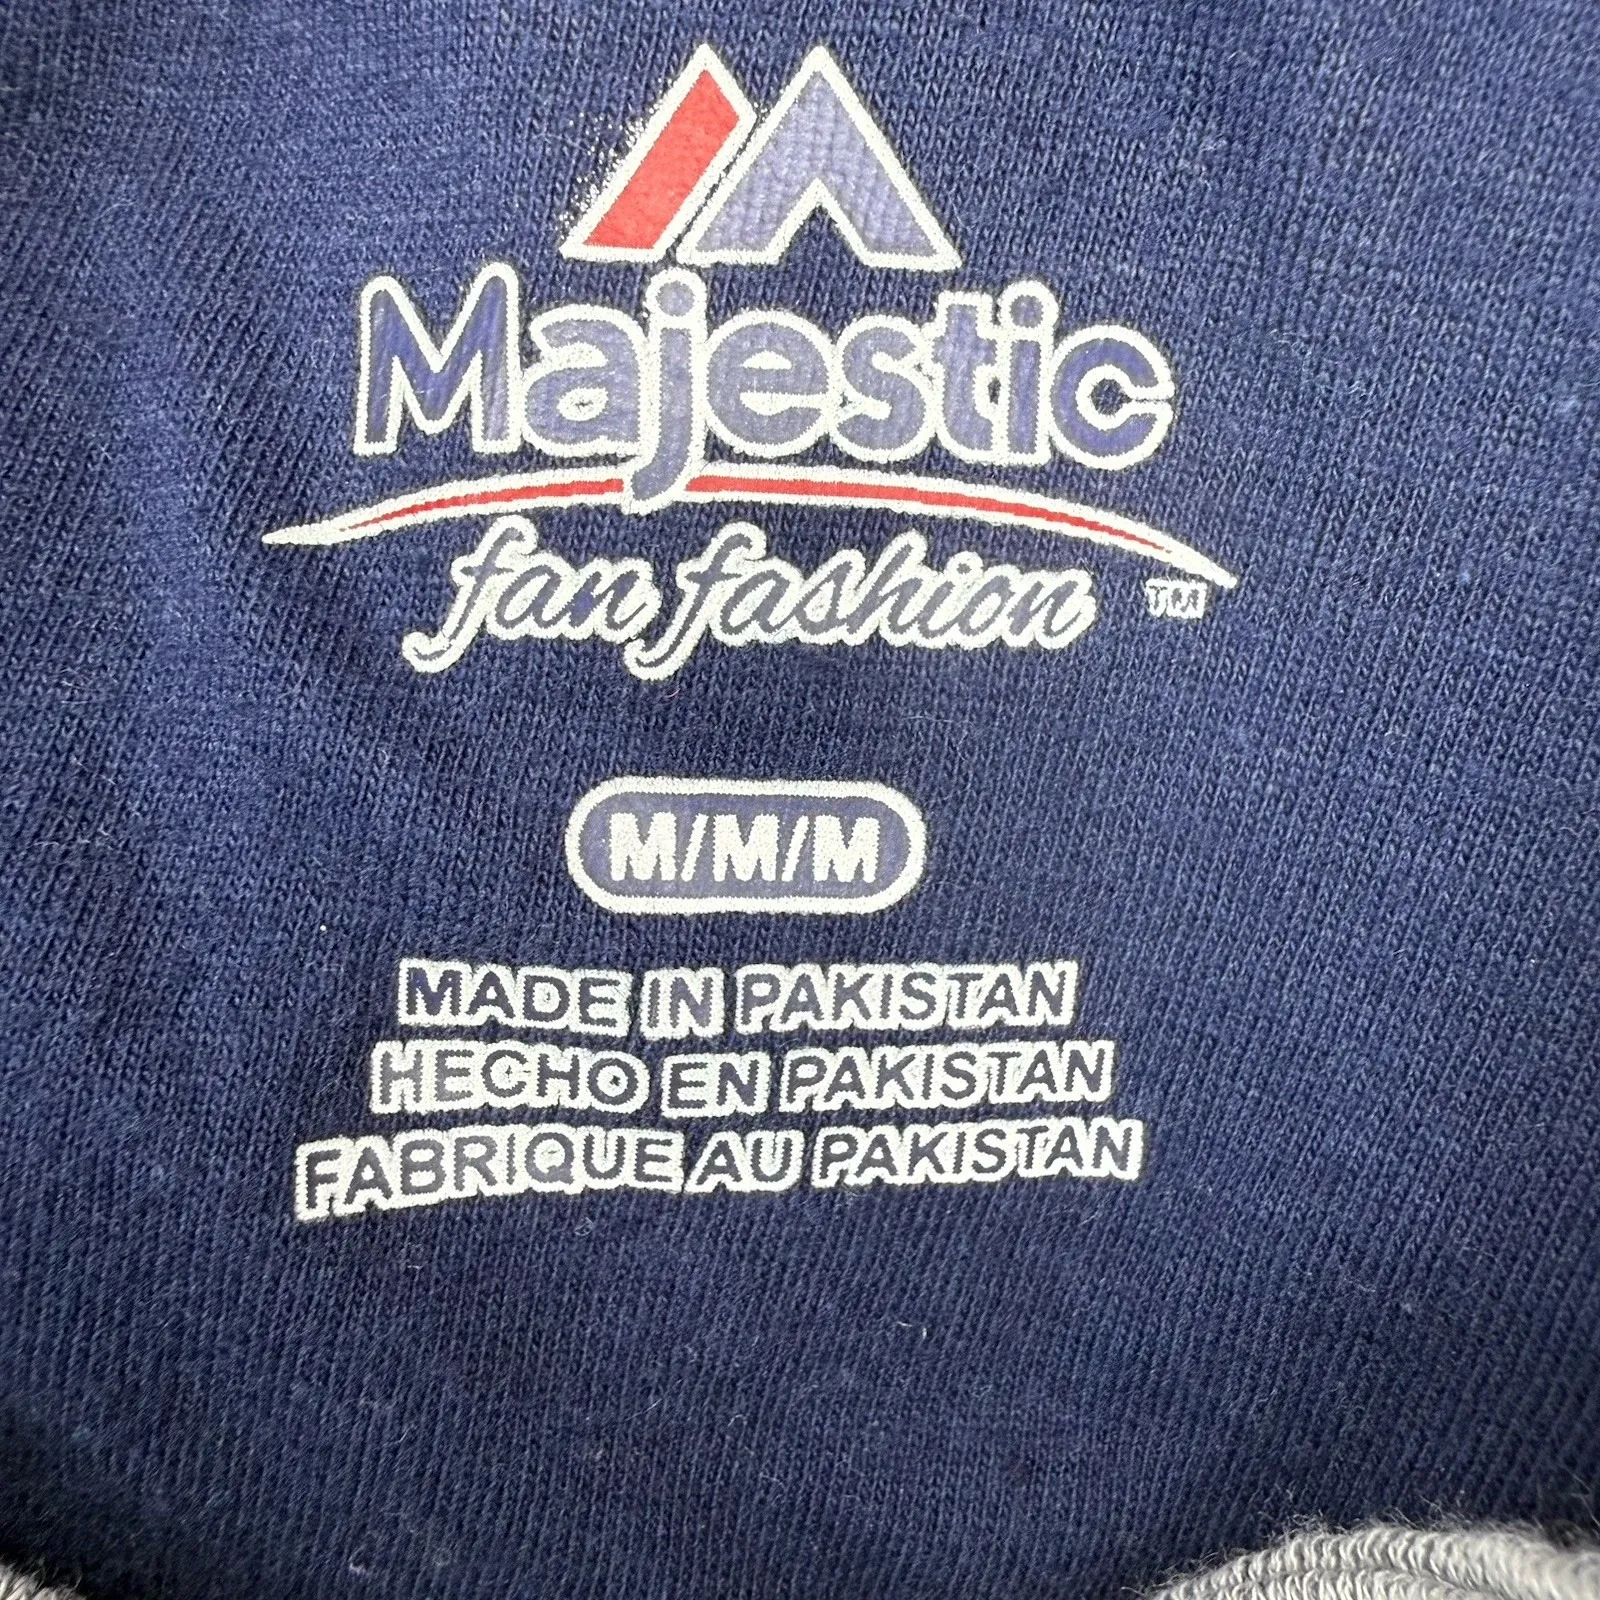 Majestic
fan fashion TM
M/M/M
MADE IN PAKISTAN
HECHO EN PAKISTAN
FABRIQUE AU PAKISTAN